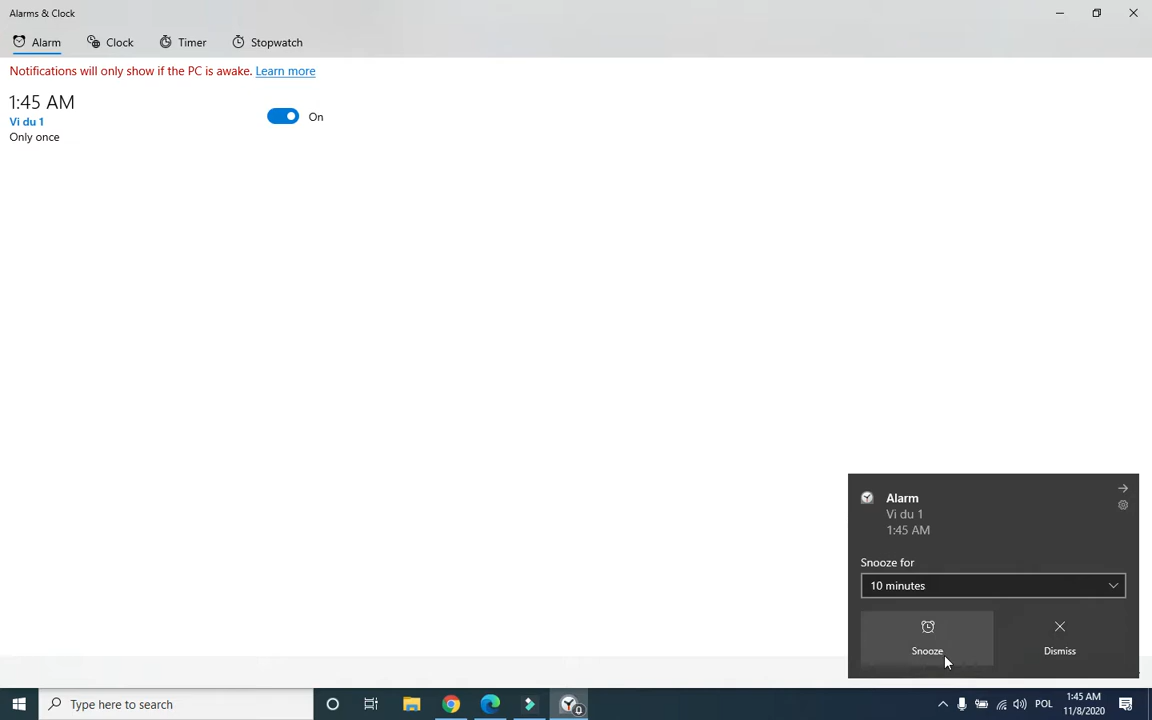 Alarms & Clock
Alarm Clock Timer Stopwatch
Notifications will only show if the PC is awake. Learn more
1:45 AM
Vi du 1
On
Only once
Alarm
Vi du 1
1:45 AM
Snooze for
10 minutes
Snooze Dismiss
Type here to search
POL
1:45 AM
11/8/2020